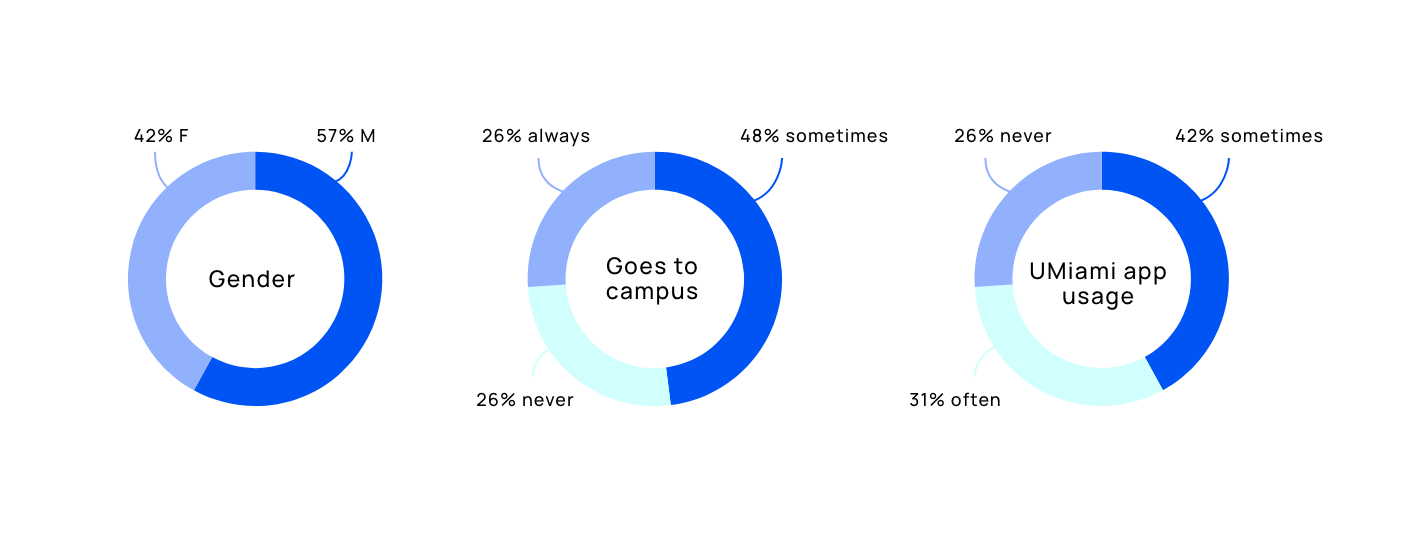 42% F
57% M
Gender
26% always
48% sometimes
Goes to
campus
26% never
26% never
42% sometimes
UMiami app
usage
31% often